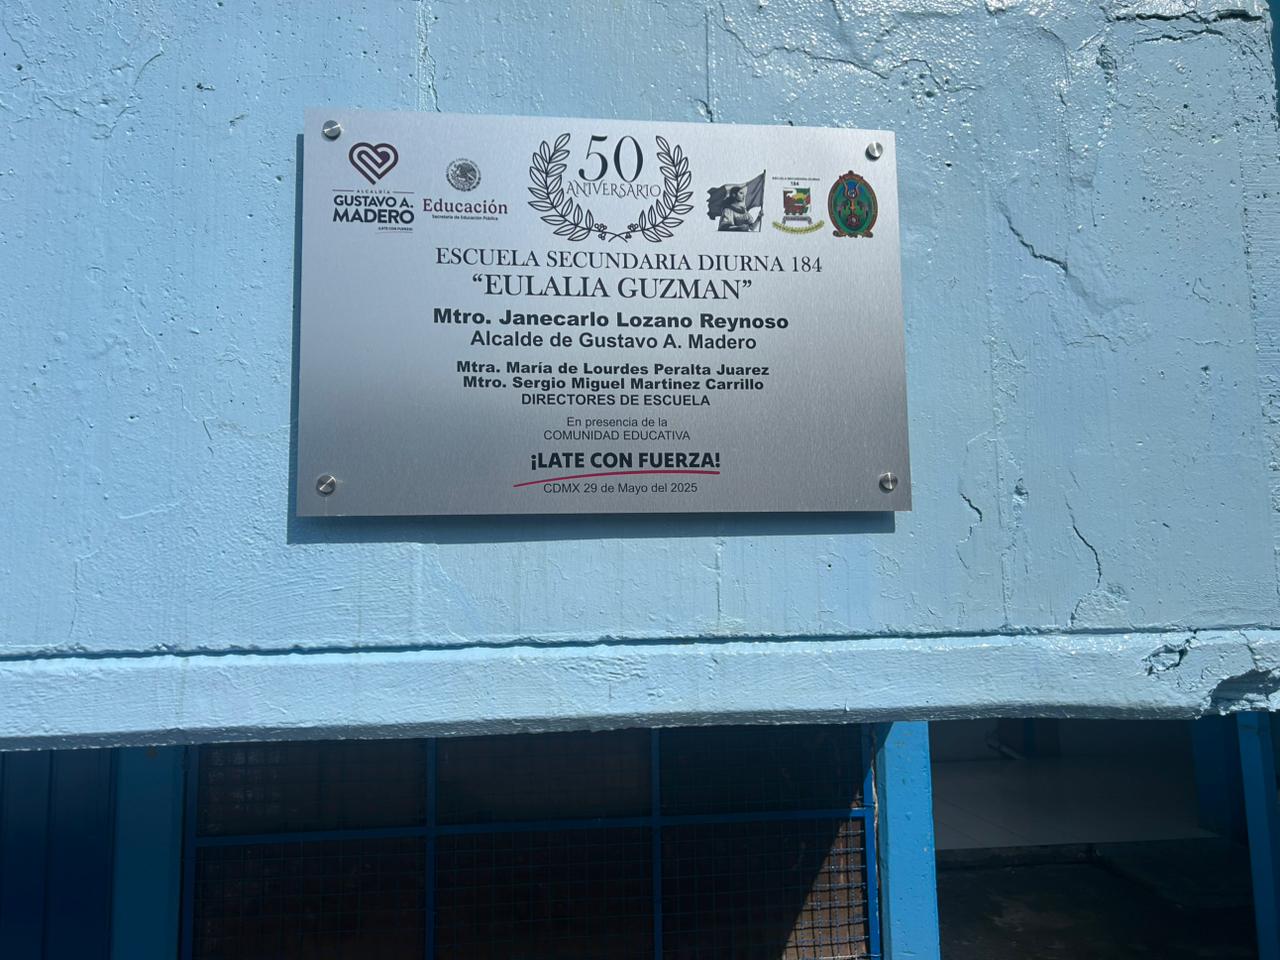 ALCALDÍA
GUSTAVO A.
MADERO
¡LATE CON FUERZA!
Educación
Secretaría de Educación Pública
50
ANIVERSARIO
184
ESCUELA SECUNDARIA DIURNA 184
“EULALIA GUZMAN”
Mtro. Janecarlo Lozano Reynoso
Alcalde de Gustavo A. Madero
Mtra. María de Lourdes Peralta Juarez
Mtro. Sergio Miguel Martinez Carrillo
DIRECTORES DE ESCUELA
En presencia de la
COMUNIDAD EDUCATIVA
¡LATE CON FUERZA!
CDMX 29 de Mayo del 2025